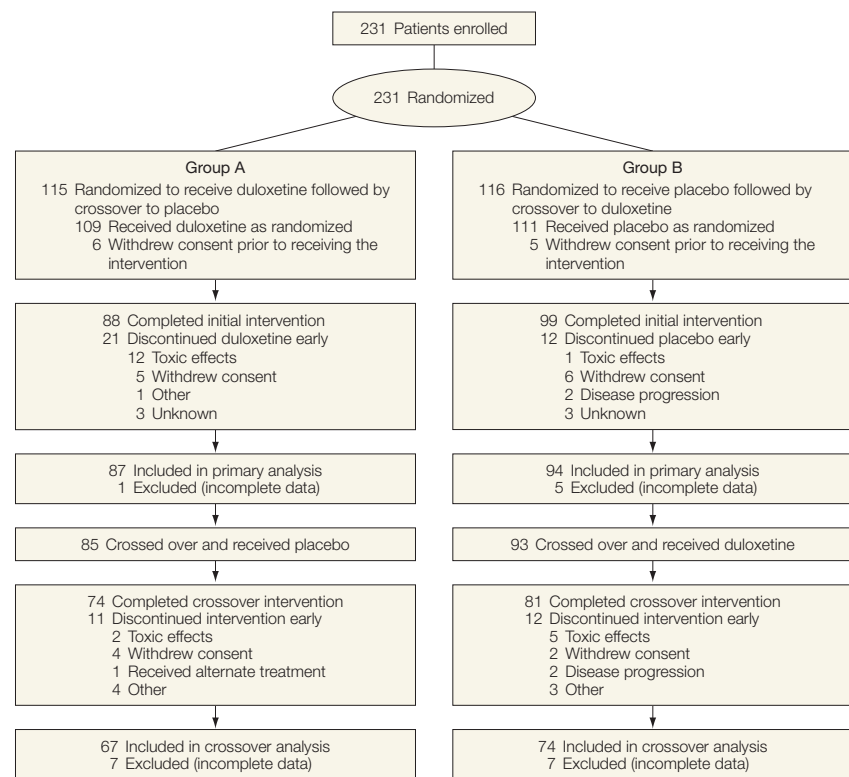 231 Patients enrolled
231 Randomized
Group A
115 Randomized to receive duloxetine followed by
crossover to placebo
109 Received duloxetine as randomized
6 Withdrew consent prior to receiving the
intervention
Group B
116 Randomized to receive placebo followed by
crossover to duloxetine
111 Received placebo as randomized
5 Withdrew consent prior to receiving the
intervention
88 Completed initial intervention
21 Discontinued duloxetine early
12 Toxic effects
5 Withdrew consent
1 Other
3 Unknown
99 Completed initial intervention
12 Discontinued placebo early
1 Toxic effects
6 Withdrew consent
2 Disease progression
3 Unknown
87 Included in primary analysis
1 Excluded (incomplete data)
94 Included in primary analysis
5 Excluded (incomplete data)
85 Crossed over and received placebo
93 Crossed over and received duloxetine
74 Completed crossover intervention
11 Discontinued intervention early
2 Toxic effects
4 Withdrew consent
1 Received alternate treatment
4 Other
81 Completed crossover intervention
12 Discontinued intervention early
5 Toxic effects
2 Withdrew consent
2 Disease progression
3 Other
67 Included in crossover analysis
7 Excluded (incomplete data)
74 Included in crossover analysis
7 Excluded (incomplete data)